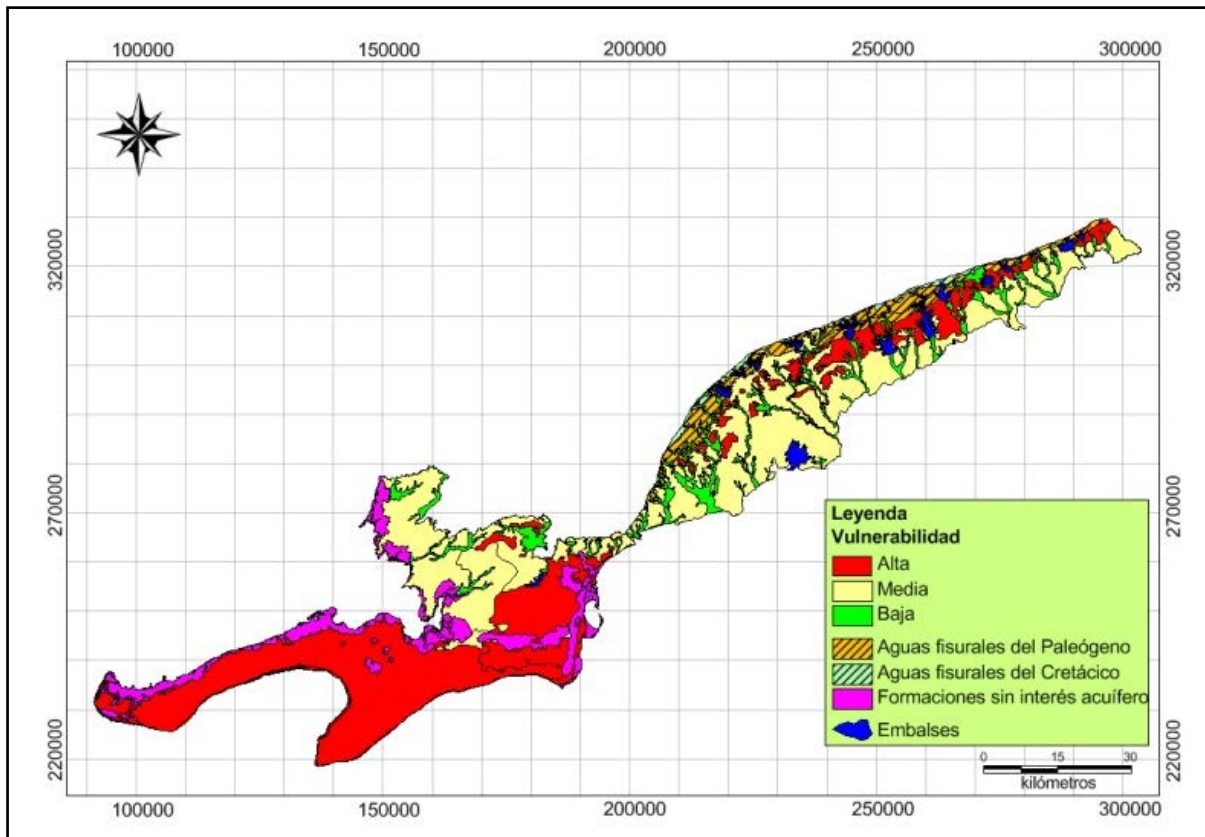 100000 150000 200000 250000 300000
320000 320000
270000 270000
220000 220000
Leyenda
Vulnerabilidad
Alta
Media
Baja
Aguas fisurales del Paleógeno
Aguas fisurales del Cretácico
Formaciones sin interés acuífero
Embalses
0 15 30
kilómetros
100000 150000 200000 250000 300000